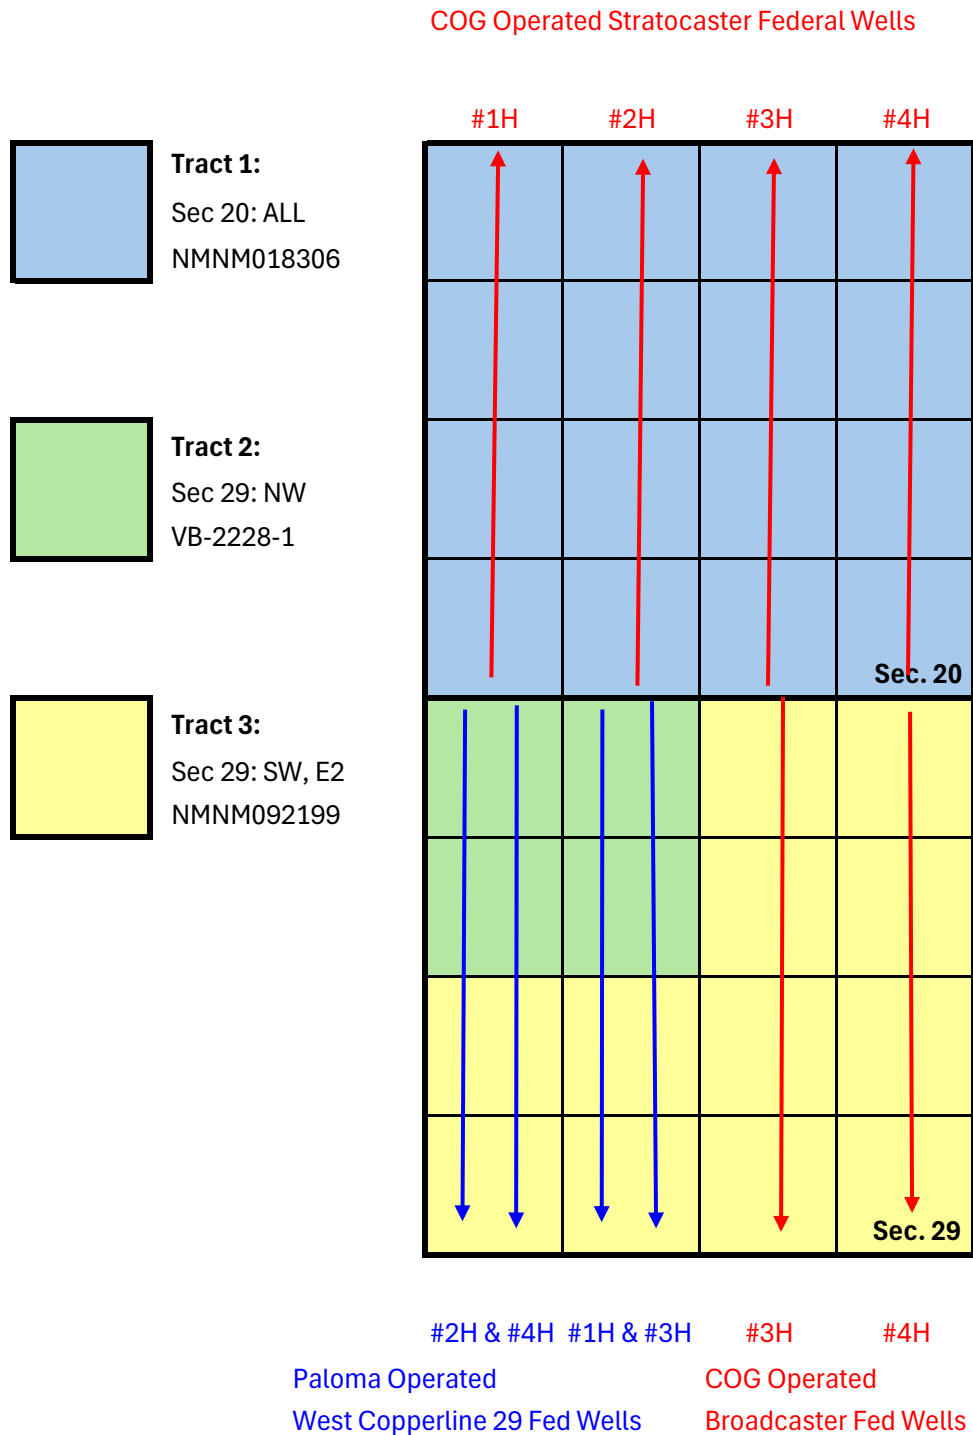 COG Operated Stratocaster Federal Wells
#1H #2H #3H #4H
Tract 1:
Sec 20: ALL
NMNM018306
Tract 2:
Sec 29: NW
VB-2228-1
Sec. 20
Tract 3:
Sec 29: SW, E2
NMNM092199
Sec. 29
#2H & #4H #1H & #3H #3H #4H
Paloma Operated
West Copperline 29 Fed Wells
COG Operated
Broadcaster Fed Wells